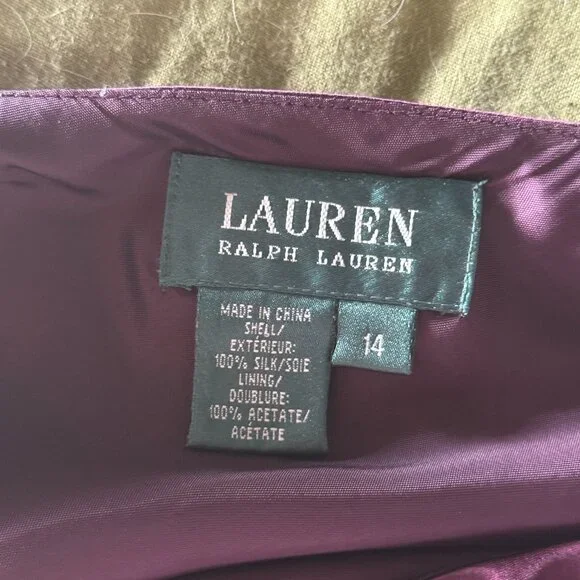 LAUREN
RALPH LAUREN
MADE IN CHINA
SHELL/
EXTÉRIEUR:
100% SILK/SOIE
LINING/
DOUBLURE:
100% ACETATE/
ACÉTATE
14